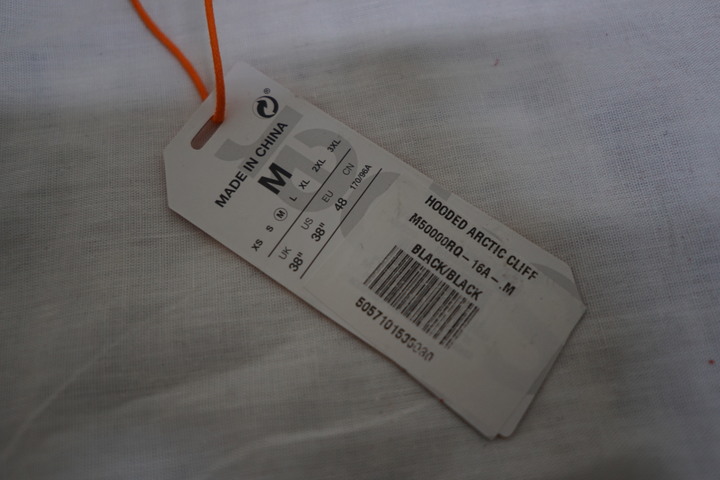 MADE IN CHINA
M
XS S M L XL 2XL 3XL
UK US EU CN
38" 38" 48 170/96A
HOODED ARCTIC CLIFF
M50000RQ-16A-.M
BLACK/BLACK
5057101535080